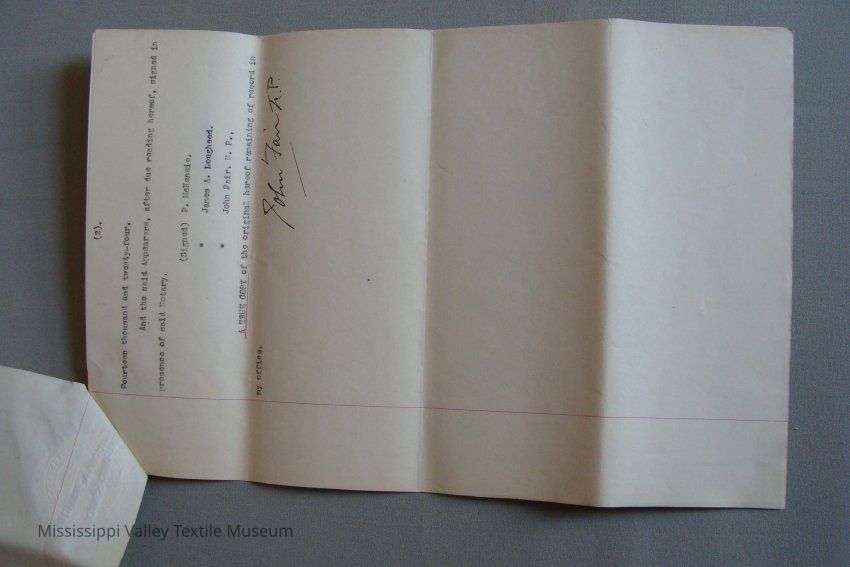 (2).
Fourteen thousand and twenty-four.
And the said Appearers, after due reading hereof, signed in
presence of said Notary.
(Signed) P. McKenzie.
" James A. Lougheed.
" John Fair. N. P.,
A TRUE COPY of the original hereof remaining of record in
my office.
John Fair N.P.
Mississippi Valley Textile Museum